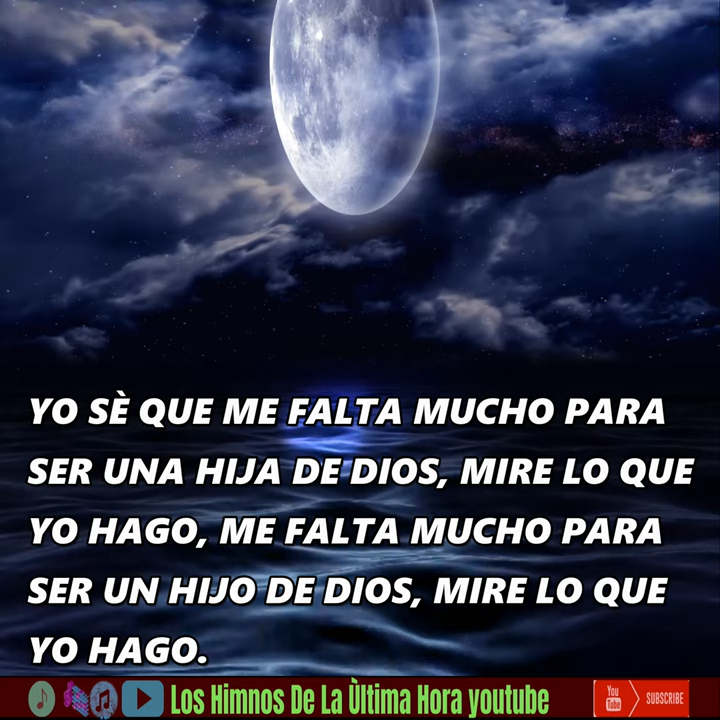 YO SÈ QUE ME FALTA MUCHO PARA
SER UNA HIJA DE DIOS, MIRE LO QUE
YO HAGO, ME FALTA MUCHO PARA
SER UN HIJO DE DIOS, MIRE LO QUE
YO HAGO.
Los Himnos De La Ùltima Hora youtube
You
Tube
SUBSCRIBE